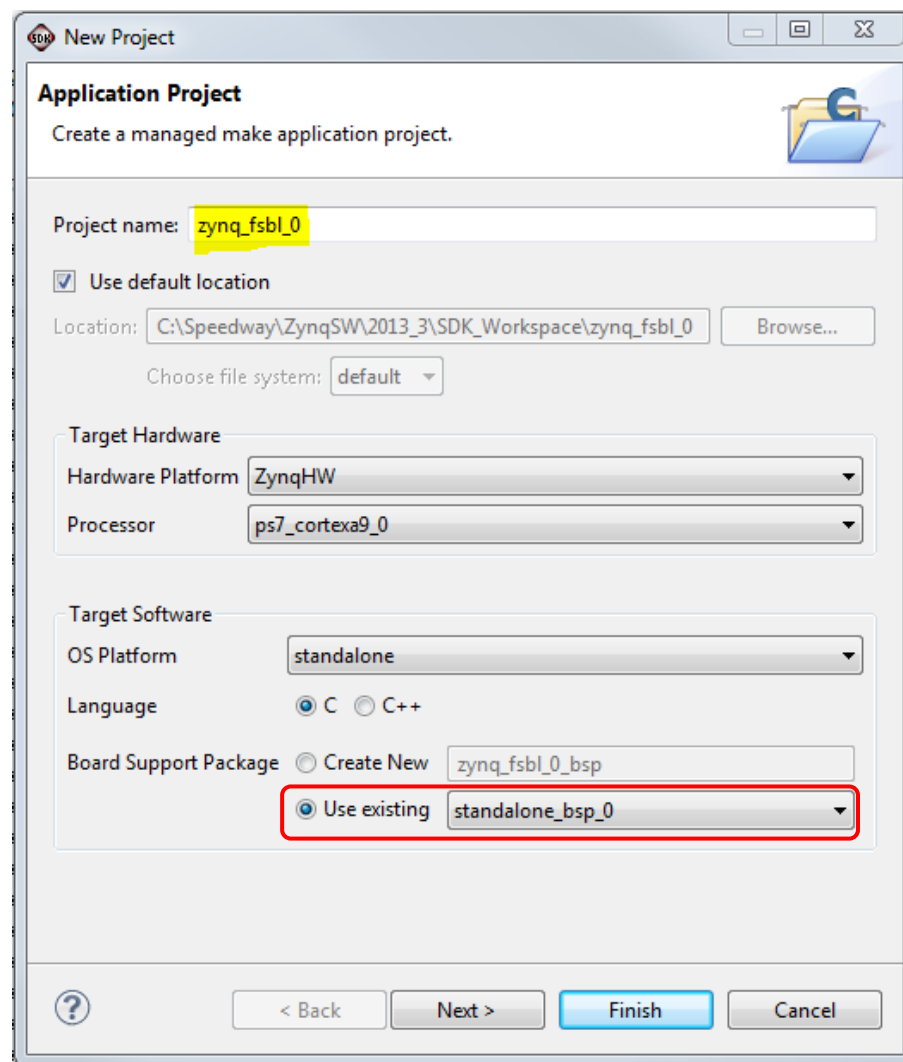 SDK New Project
Application Project
Create a managed make application project.
C
Project name: zynq_fsbl_0
Use default location
Location: C:\Speedway\ZynqSW\2013_3\SDK_Workspace\zynq_fsbl_0 Browse...
Choose file system: default
Target Hardware
Hardware Platform ZynqHW
Processor ps7_cortexa9_0
Target Software
OS Platform standalone
Language C C++
Board Support Package Create New zynq_fsbl_0_bsp
Use existing standalone_bsp_0
? < Back Next > Finish Cancel